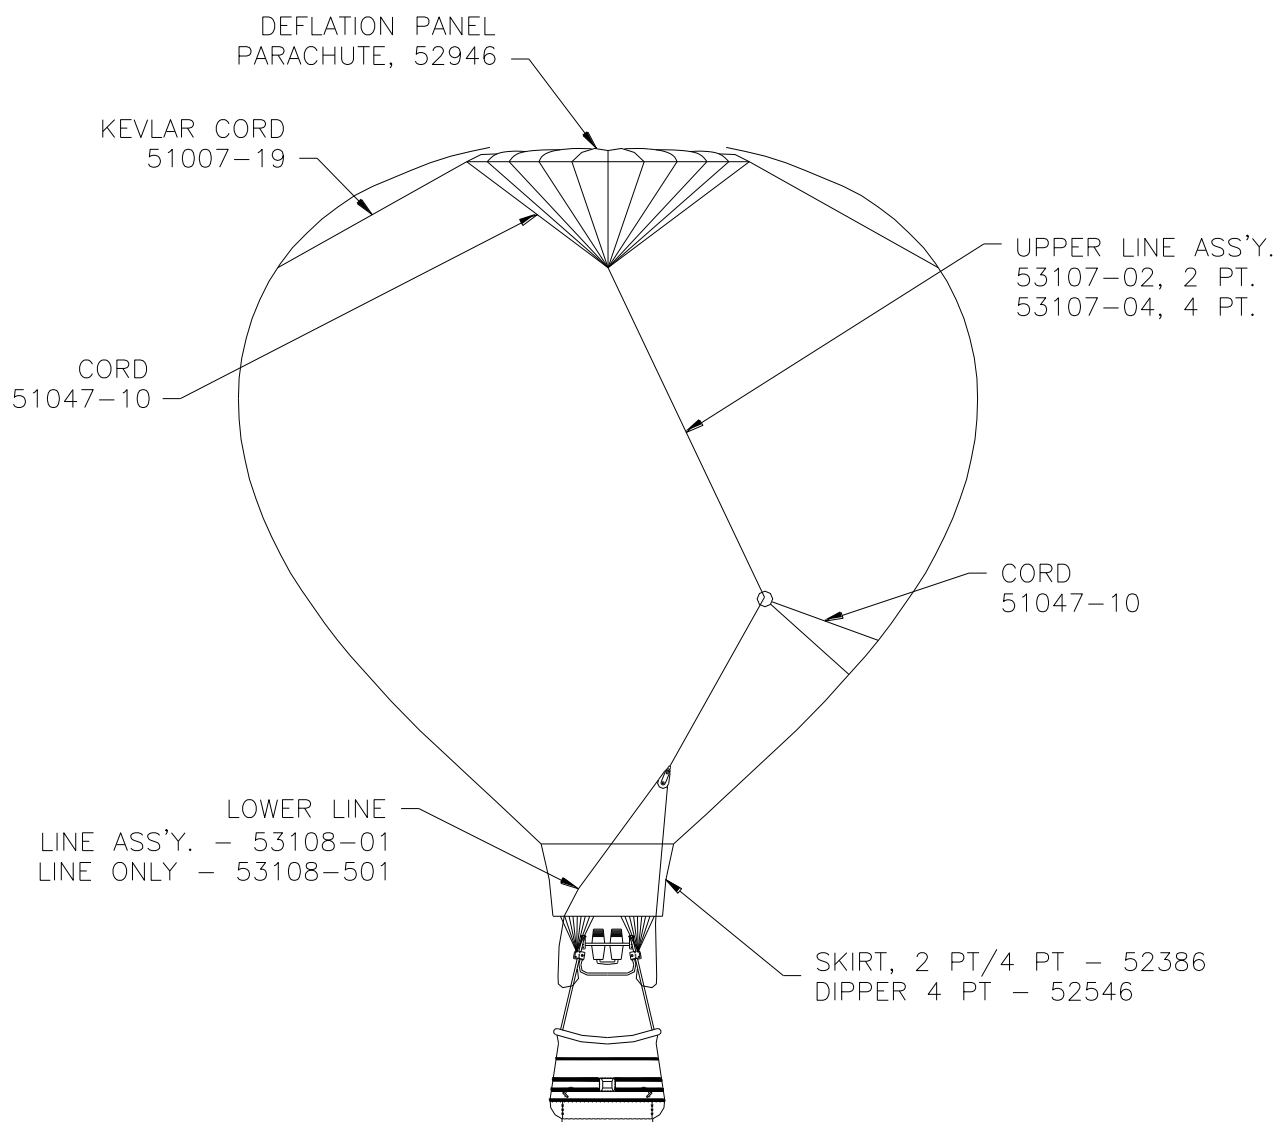 DEFLATION PANEL
PARACHUTE, 52946
KEVLAR CORD
51007-19
UPPER LINE ASS'Y.
53107-02, 2 PT.
53107-04, 4 PT.
CORD
51047-10
CORD
51047-10
LOWER LINE
LINE ASS'Y. - 53108-01
LINE ONLY - 53108-501
SKIRT, 2 PT/4 PT - 52386
DIPPER 4 PT - 52546